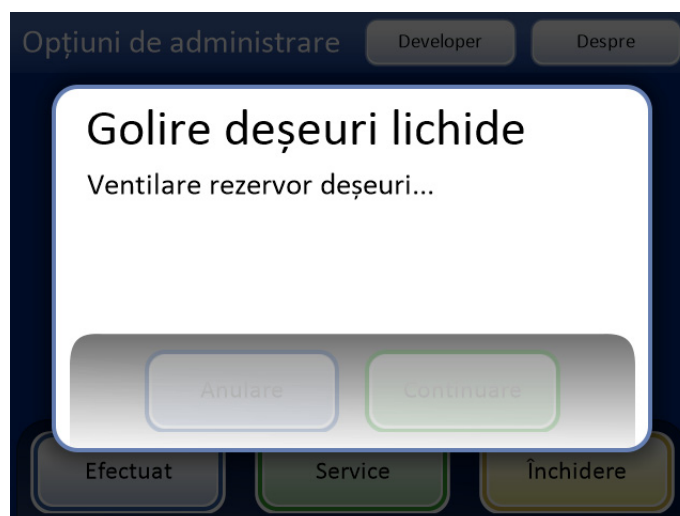 Opțiuni de administrare Developer Despre
Golire deșeuri lichide
Ventilare rezervor deșeuri...
Anulare Continuare
Efectuat Service Închidere